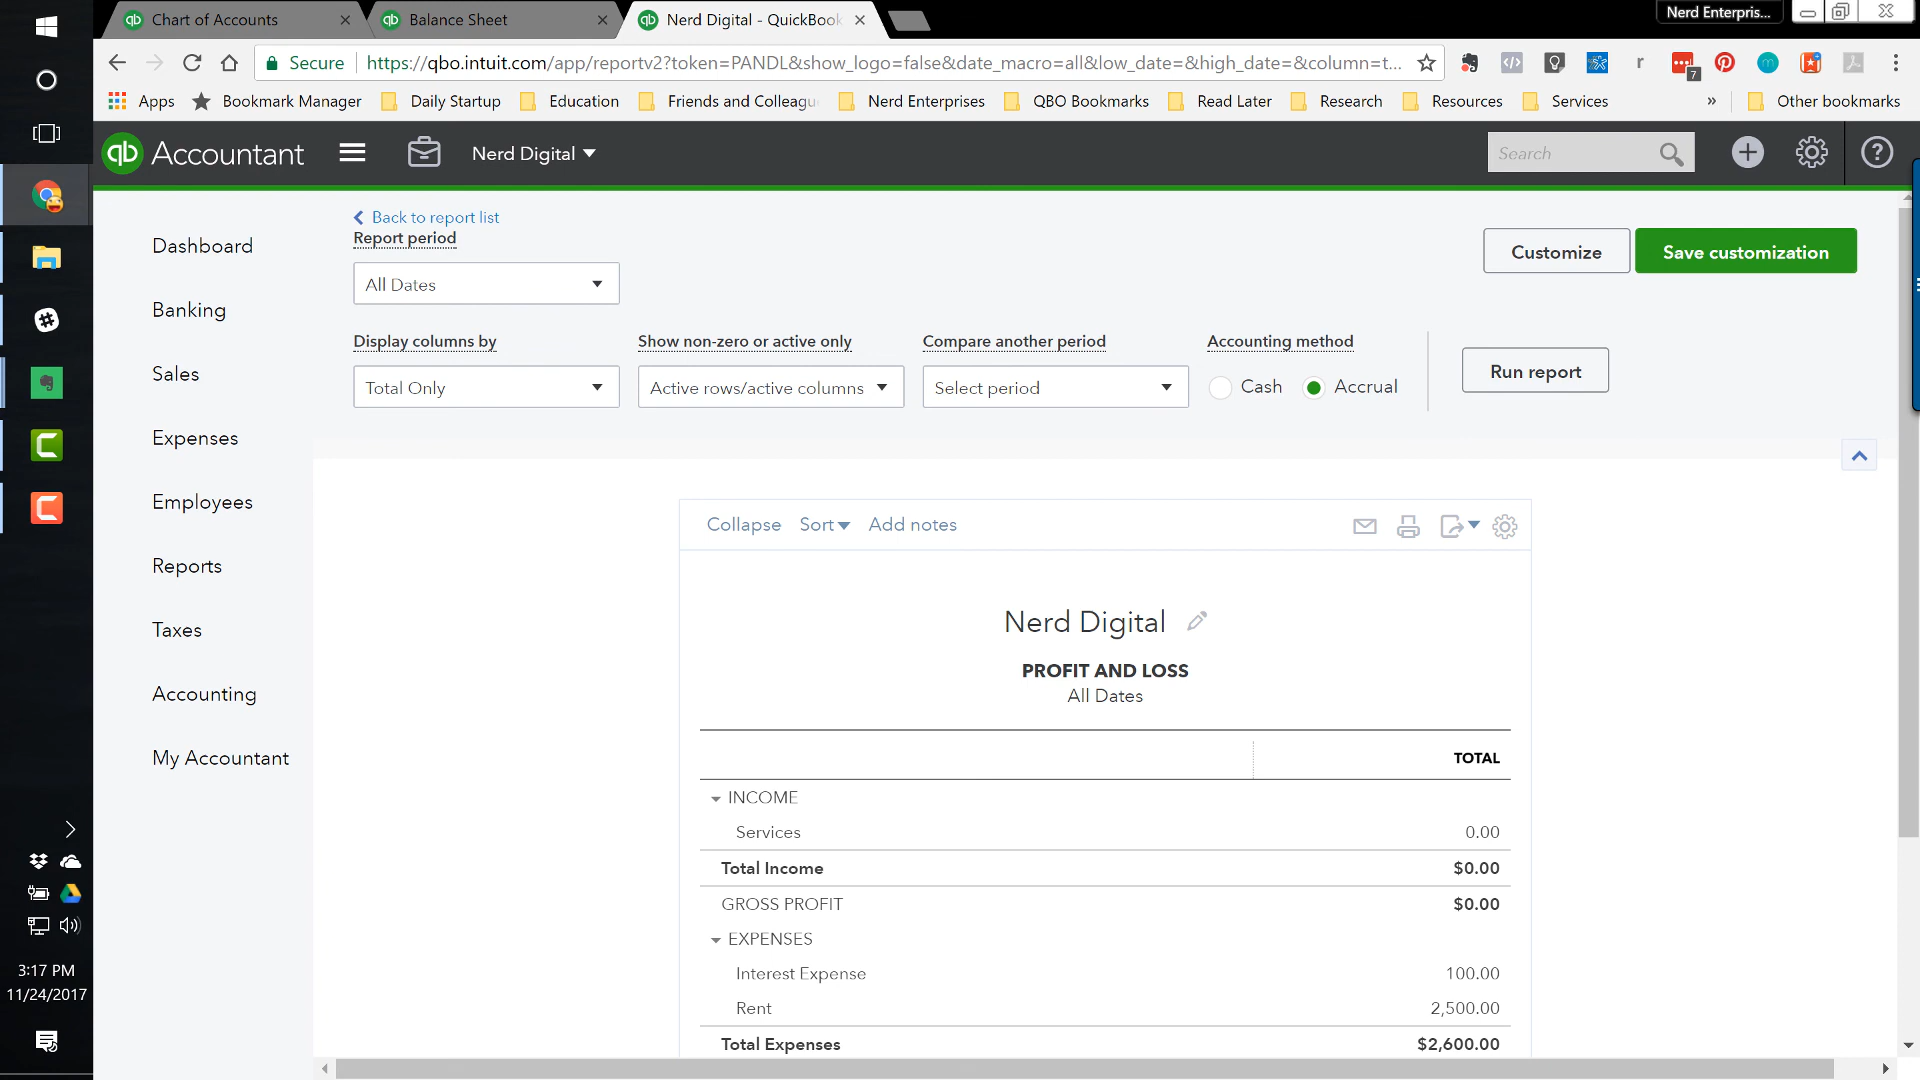 Chart of Accounts
Balance Sheet
Nerd Digital - QuickBook
Nerd Enterpris...
Secure
https://qbo.intuit.com/app/reportv2?token=PANDL&show_logo=false&date_macro=all&low_date=&high_date=&column=t...
r
7
m
Apps
Bookmark Manager
Daily Startup
Education
Friends and Colleagu
Nerd Enterprises
QBO Bookmarks
Read Later
Research
Resources
Services
»
Other bookmarks
qb Accountant
Nerd Digital
Search
Dashboard
Banking
Sales
Expenses
Employees
Reports
Taxes
Accounting
My Accountant
Back to report list
Report period
All Dates
Customize
Save customization
Display columns by
Total Only
Show non-zero or active only
Active rows/active columns
Compare another period
Select period
Accounting method
Cash
Accrual
Run report
Collapse
Sort
Add notes
Nerd Digital
PROFIT AND LOSS
All Dates
TOTAL
INCOME
Services 0.00
Total Income $0.00
GROSS PROFIT $0.00
EXPENSES
Interest Expense 100.00
Rent 2,500.00
Total Expenses $2,600.00
3:17 PM
11/24/2017